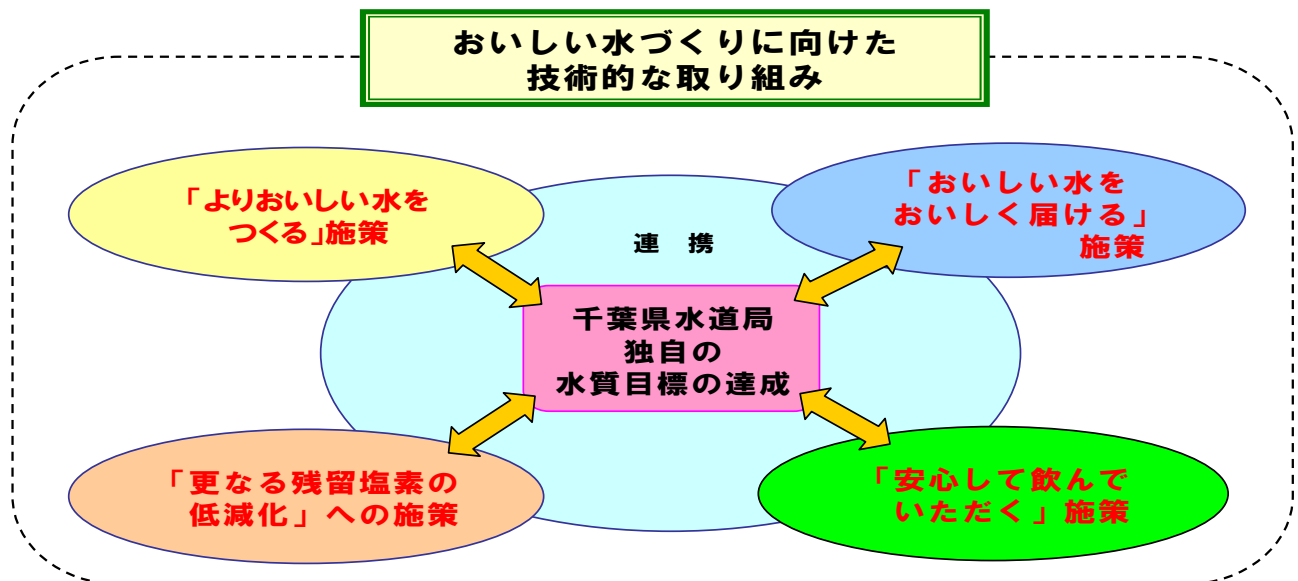 おいしい水づくりに向けた
技術的な取り組み
「よりおいしい水を
つくる」施策
「おいしい水を
おいしく届ける」
施策
連 携
千葉県水道局
独自の
水質目標の達成
「更なる残留塩素の
低減化」への施策
「安心して飲んで
いただく」施策